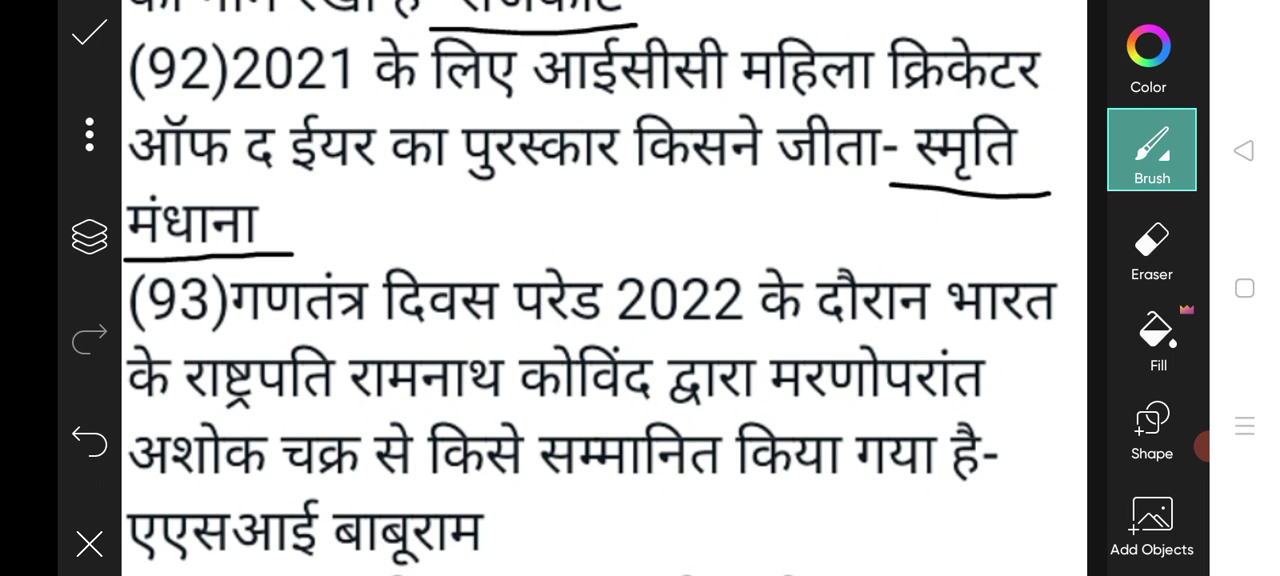 (92)2021 के लिए आईसीसी महिला क्रिकेटर
ऑफ द ईयर का पुरस्कार किसने जीता- स्मृति
मंधाना
(93)गणतंत्र दिवस परेड 2022 के दौरान भारत
के राष्ट्रपति रामनाथ कोविंद द्वारा मरणोपरांत
अशोक चक्र से किसे सम्मानित किया गया है-
एएसआई बाबूराम
Color
Brush
Eraser
Fill
Shape
Add Objects